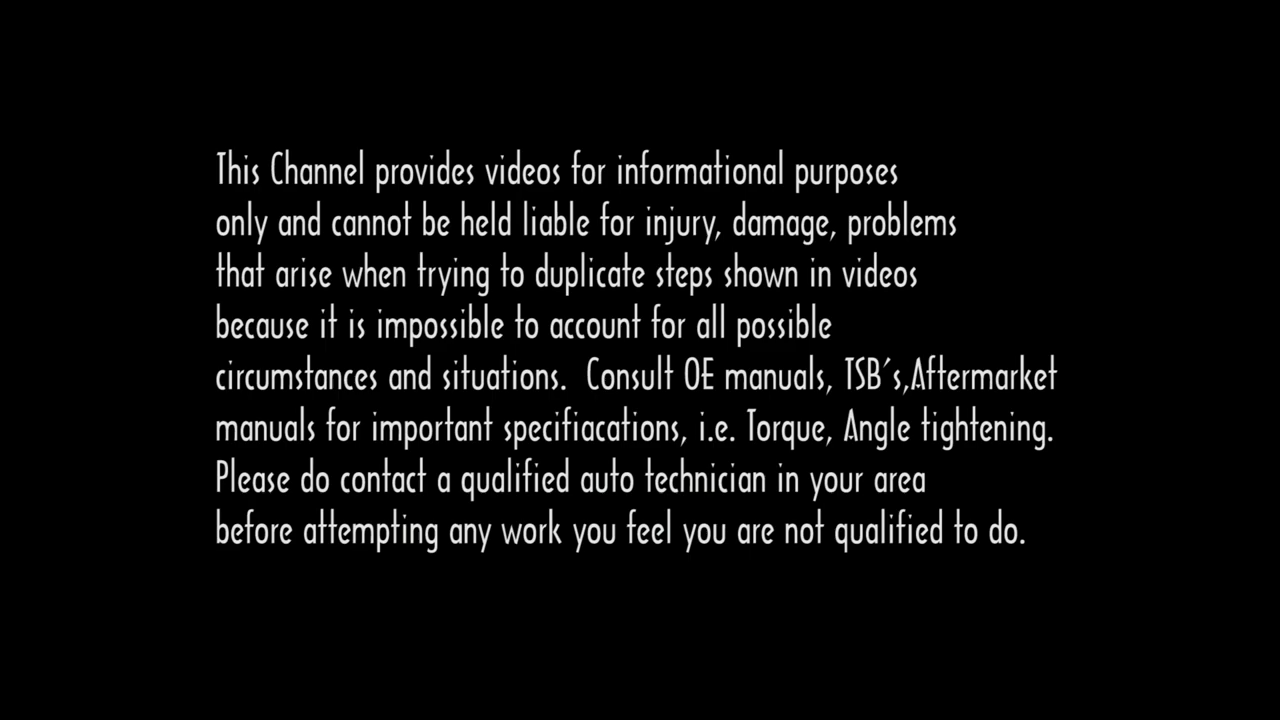 This Channel provides videos for informational purposes
only and cannot be held liable for injury, damage, problems
that arise when trying to duplicate steps shown in videos
because it is impossible to account for all possible
circumstances and situations.  Consult OE manuals, TSB's,Aftermarket
manuals for important specifiacations, i.e. Torque, Angle tightening.
Please do contact a qualified auto technician in your area
before attempting any work you feel you are not qualified to do.